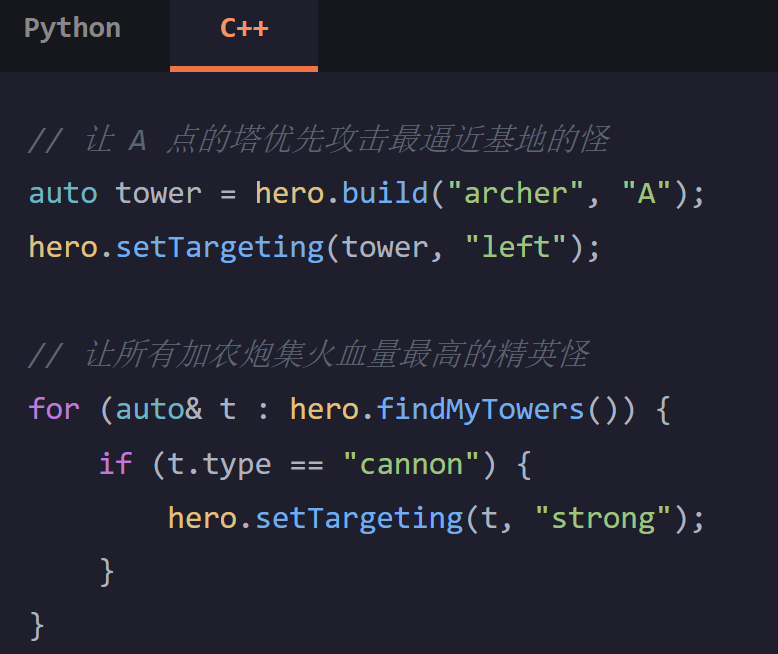 Python
C++
// 让 A 点的塔优先攻击最逼近基地的怪
auto tower = hero.build("archer", "A");
hero.setTargeting(tower, "left");
// 让所有加农炮集火血量最高的精英怪
for (auto& t : hero.findMyTowers()) {
if (t.type == "cannon") {
hero.setTargeting(t, "strong");
}
}